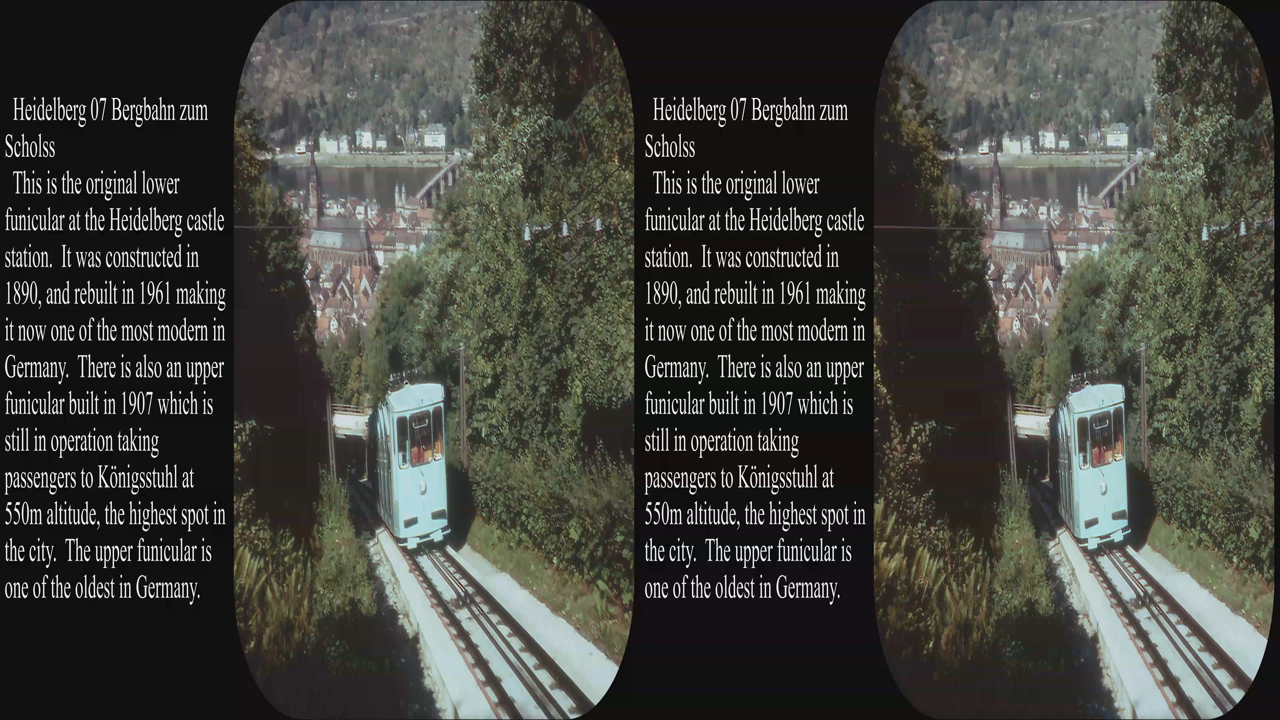 Heidelberg 07 Bergbahn zum
Scholss
This is the original lower
funicular at the Heidelberg castle
station. It was constructed in
1890, and rebuilt in 1961 making
it now one of the most modern in
Germany. There is also an upper
funicular built in 1907 which is
still in operation taking
passengers to Königsstuhl at
550m altitude, the highest spot in
the city. The upper funicular is
one of the oldest in Germany.
Heidelberg 07 Bergbahn zum
Scholss
This is the original lower
funicular at the Heidelberg castle
station. It was constructed in
1890, and rebuilt in 1961 making
it now one of the most modern in
Germany. There is also an upper
funicular built in 1907 which is
still in operation taking
passengers to Königsstuhl at
550m altitude, the highest spot in
the city. The upper funicular is
one of the oldest in Germany.